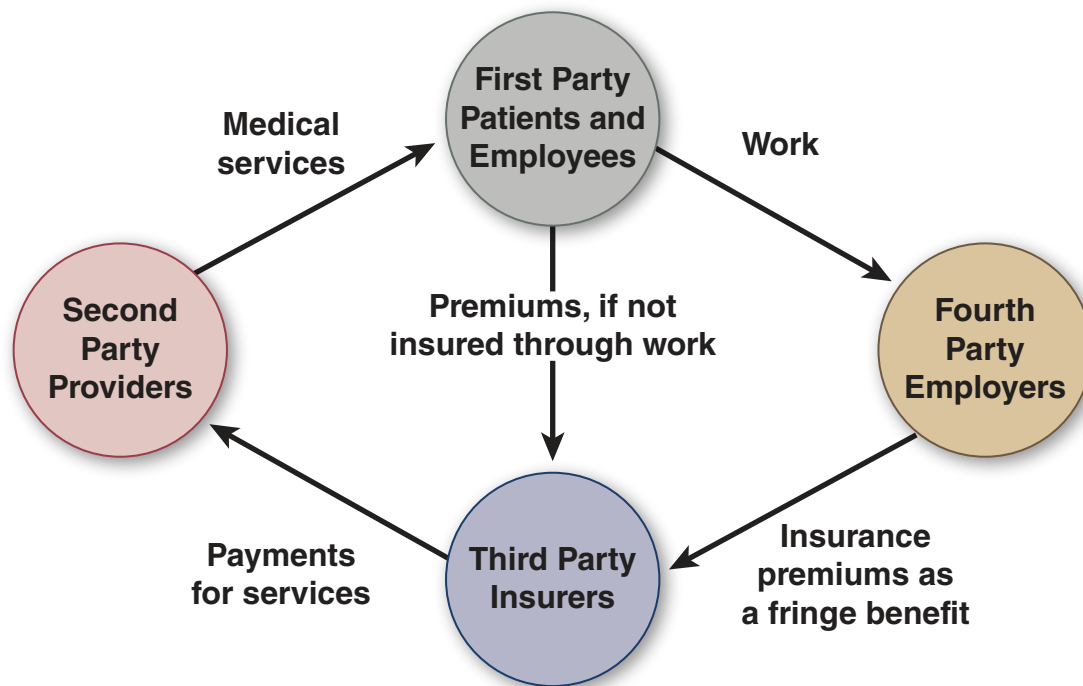 First Party
Patients and
Employees
Medical
services
Work
Premiums, if not
insured through work
Second
Party
Providers
Fourth
Party
Employers
Payments
for services
Third Party
Insurers
Insurance
premiums as
a fringe benefit